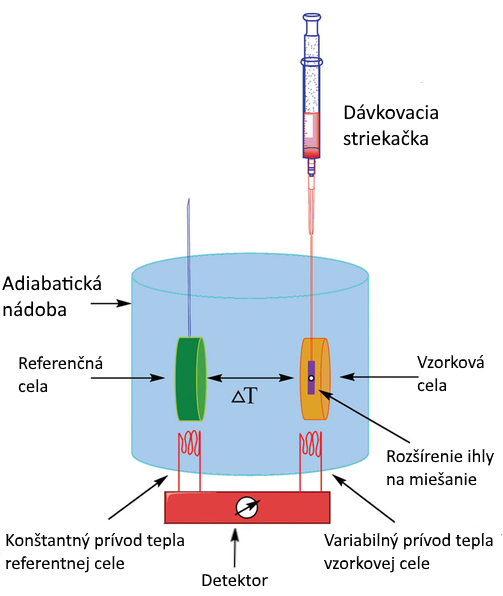 Dávkovacia
striekačka
Adiabatická
nádoba
Referenčná
cela
ΔT
Vzorková
cela
Rozšírenie ihly
na miešanie
Konštantný prívod tepla
referentnej cele
Variabilný prívod tepla
vzorkovej cele
Detektor